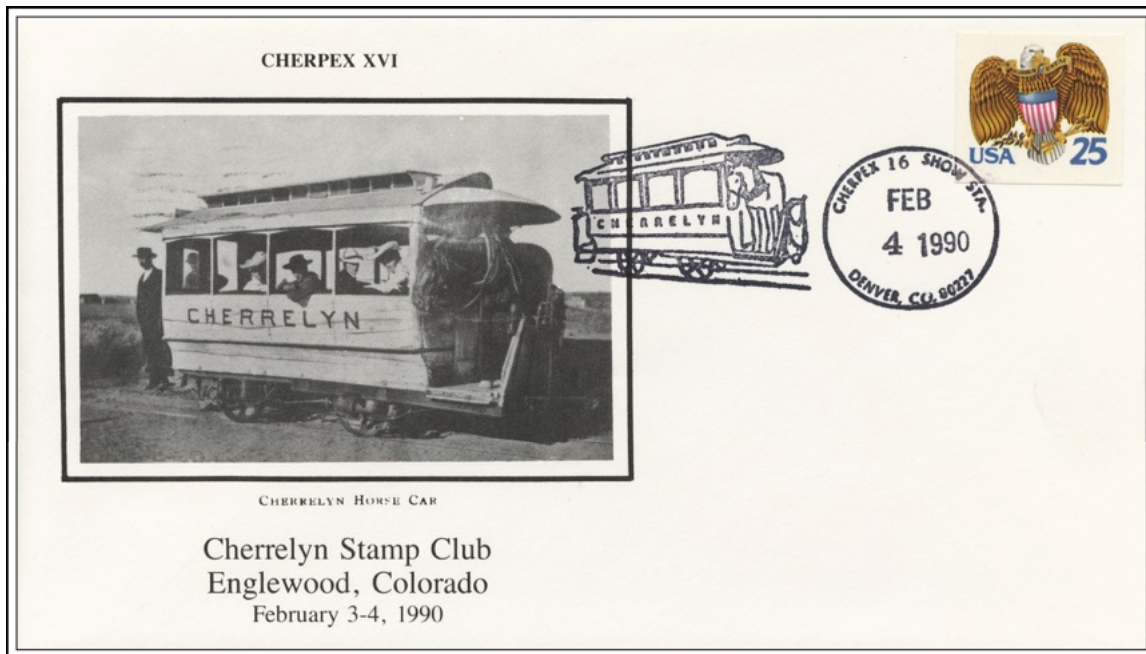 CHERPEX XVI
USA 25
CHERRELYN
CHERRELYN
CHERPEX 16 SHOW STA.
FEB
4 1990
DENVER, CO. 80227
CHERRELYN HORSE CAR
Cherrelyn Stamp Club
Englewood, Colorado
February 3-4, 1990